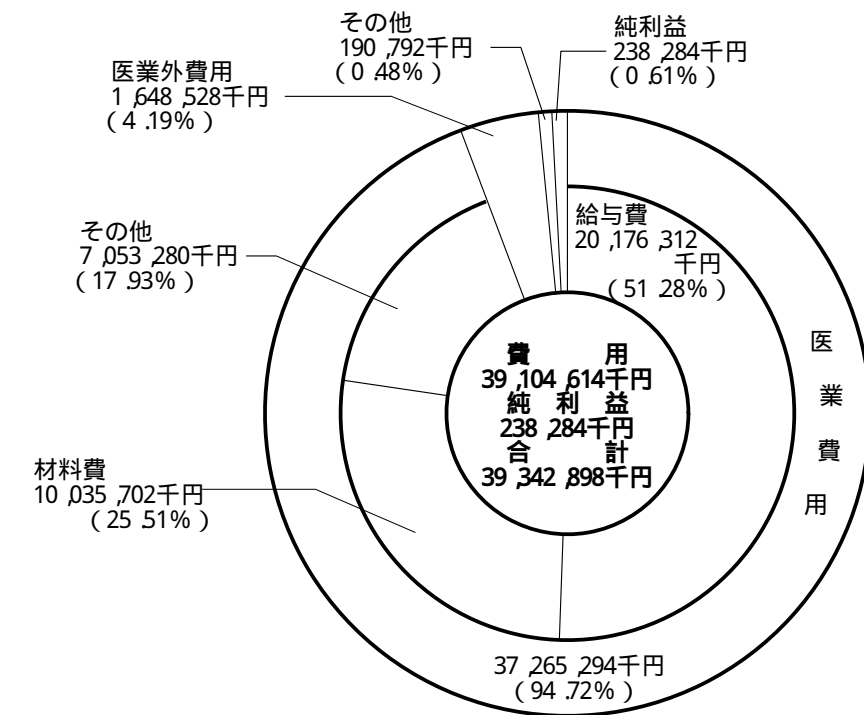 その他
190,792千円
(0.48%)
純利益
238,284千円
(0.61%)
医業外費用
1,648,528千円
(4.19%)
その他
7,053,280千円
(17.93%)
給与費
20,176,312
千円
(51.28%)
費 用
39,104,614千円
純 利 益
238,284千円
合 計
39,342,898千円
医業費用
材料費
10,035,702千円
(25.51%)
37,265,294千円
(94.72%)